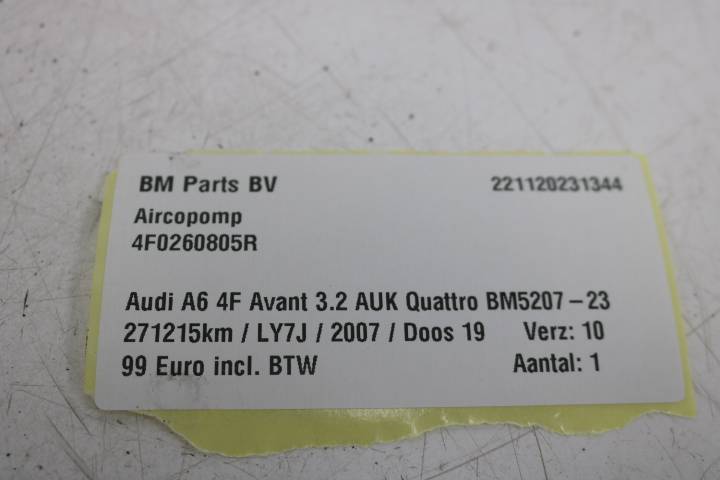 BM Parts BV 221120231344
Aircopomp
4F0260805R
Audi A6 4F Avant 3.2 AUK Quattro BM5207-23
271215km / LY7J / 2007 / Doos 19 Verz: 10
99 Euro incl. BTW Aantal: 1